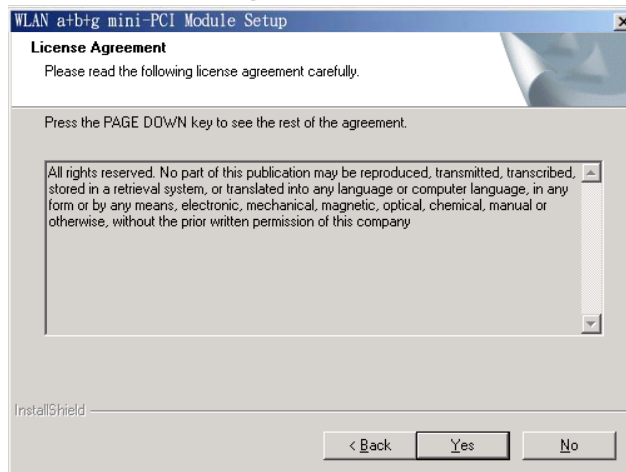 WLAN a+b+g mini-PCI Module Setup
License Agreement
Please read the following license agreement carefully.
Press the PAGE DOWN key to see the rest of the agreement.
All rights reserved. No part of this publication may be reproduced, transmitted, transcribed,
stored in a retrieval system, or translated into any language or computer language, in any
form or by any means, electronic, mechanical, magnetic, optical, chemical, manual or
otherwise, without the prior written permission of this company
InstallShield
< Back Yes No